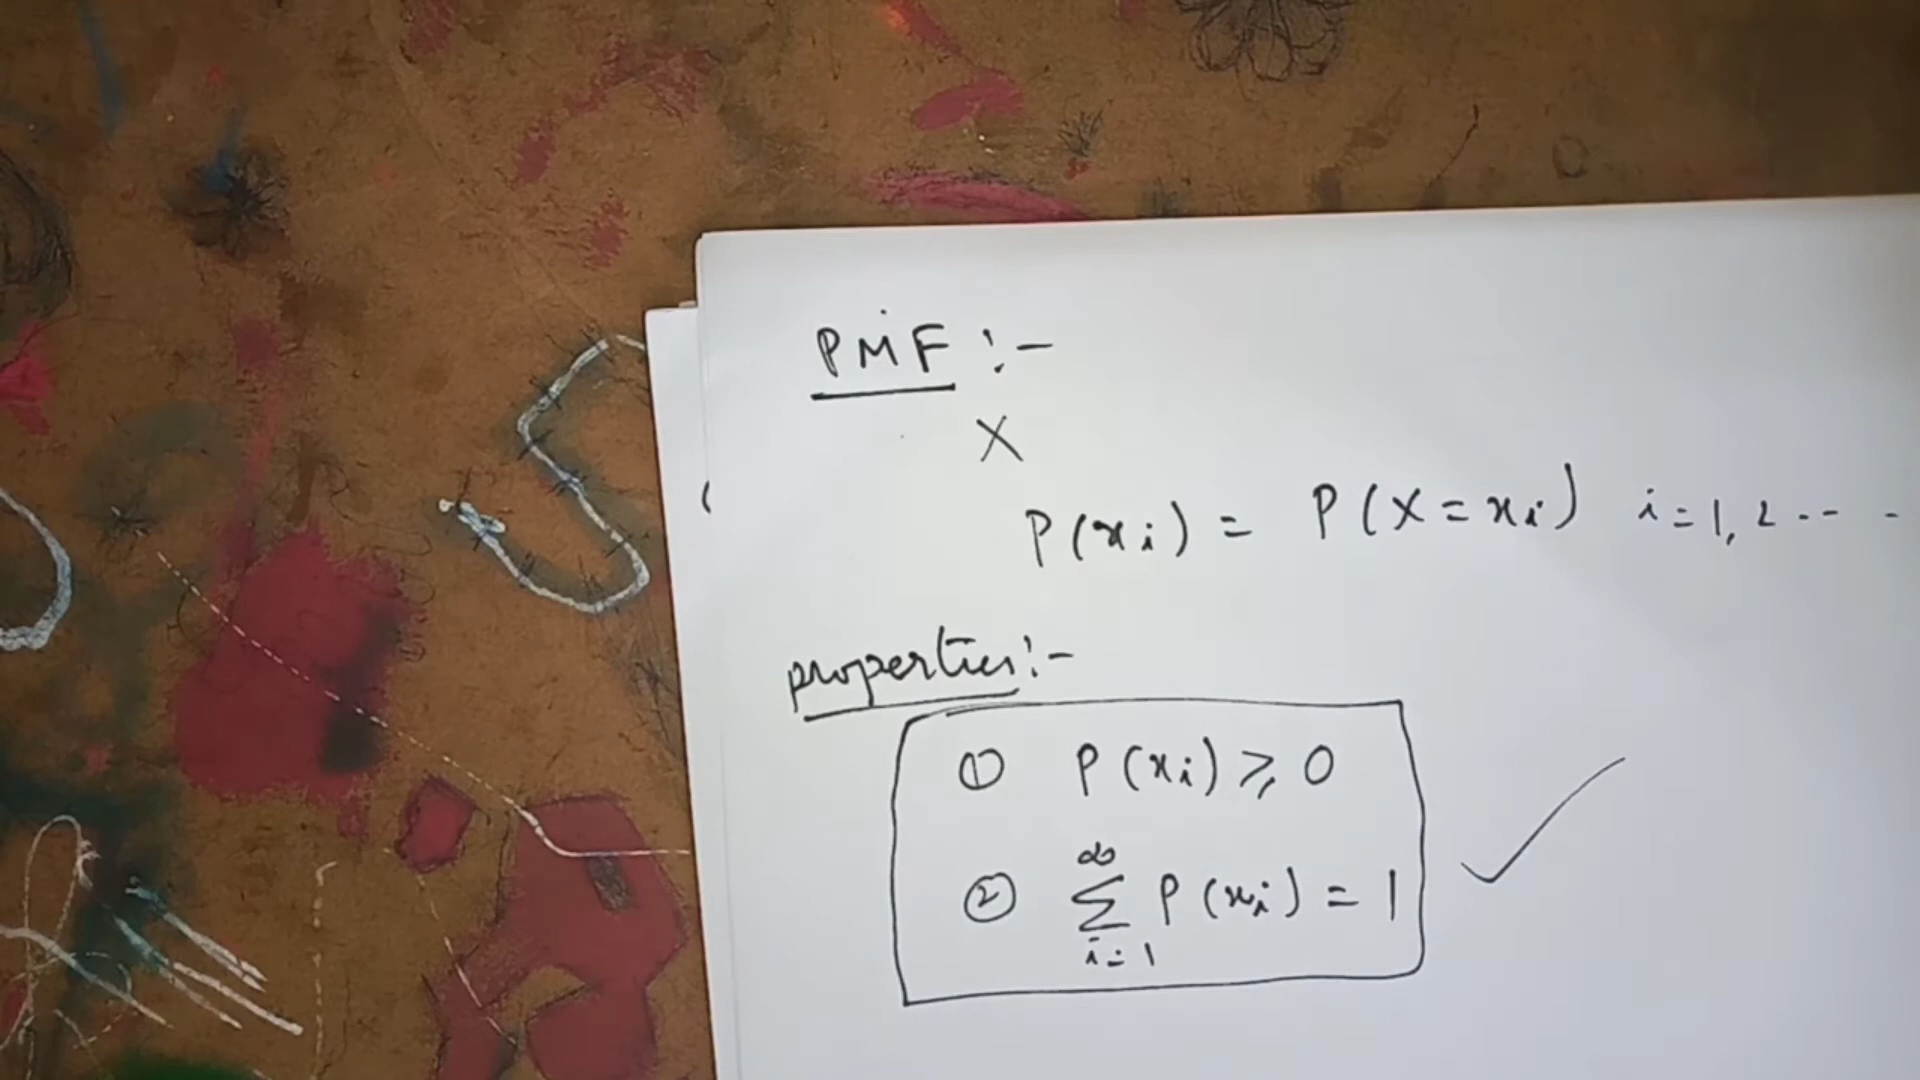 PMF :-
X
P(xi) = P(X = xi) i = 1, 2 -- -
properties :-
① P(xi) ≥ 0
② ∞ ∑ i=1 P(xi) = 1